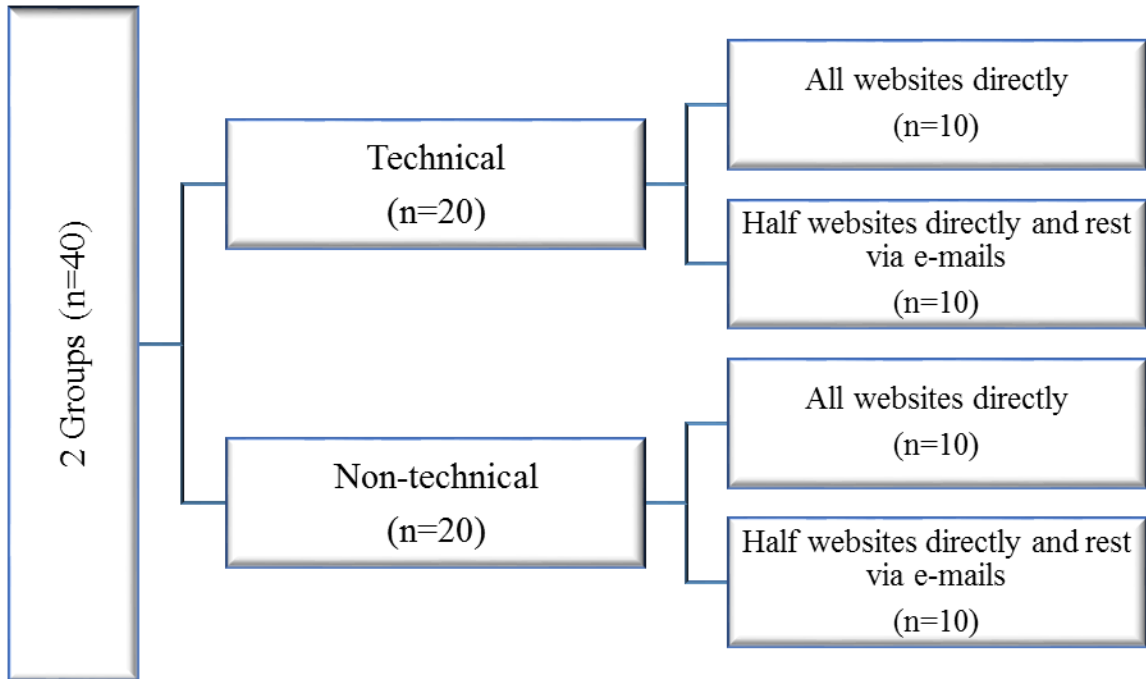 2 Groups (n=40)
Technical
(n=20)
All websites directly
(n=10)
Half websites directly and rest
via e-mails
(n=10)
Non-technical
(n=20)
All websites directly
(n=10)
Half websites directly and rest
via e-mails
(n=10)